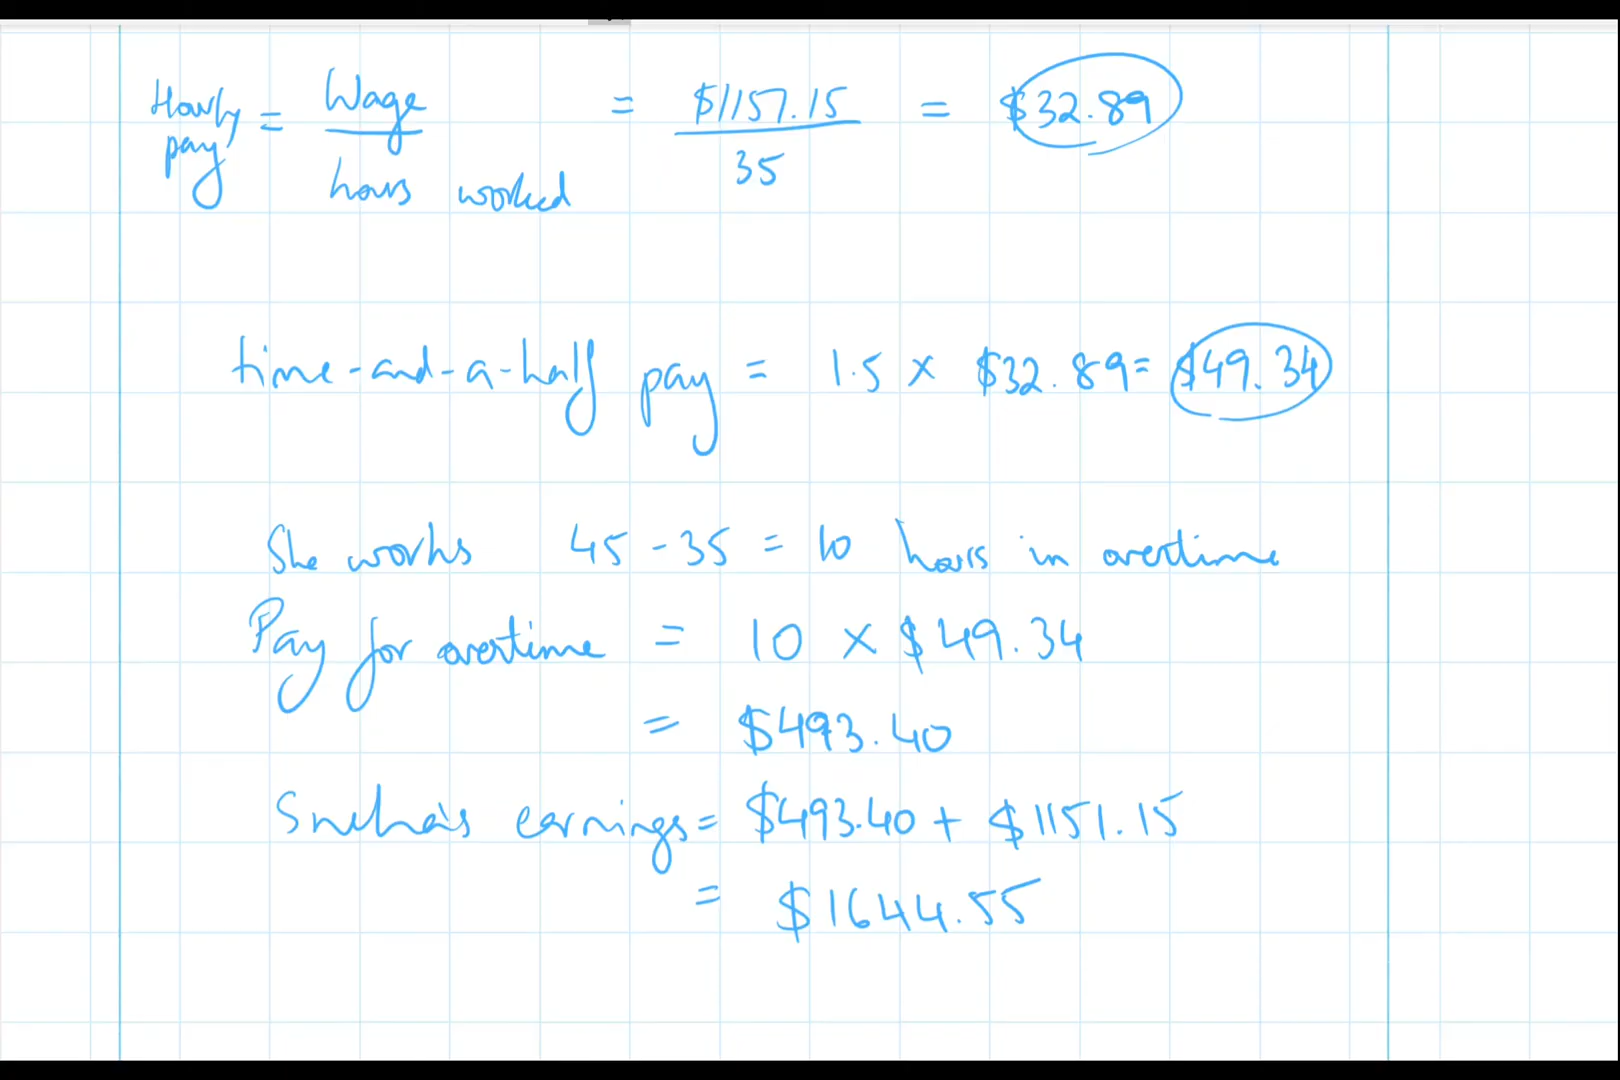 Hourly pay = Wage / hours worked = $1157.15 / 35 = $32.89
time-and-a-half pay = 1.5 × $32.89 = $49.34
She works 45 - 35 = 10 hours in overtime
Pay for overtime = 10 × $49.34
= $493.40
Sneha's earnings = $493.40 + $1151.15
= $1644.55